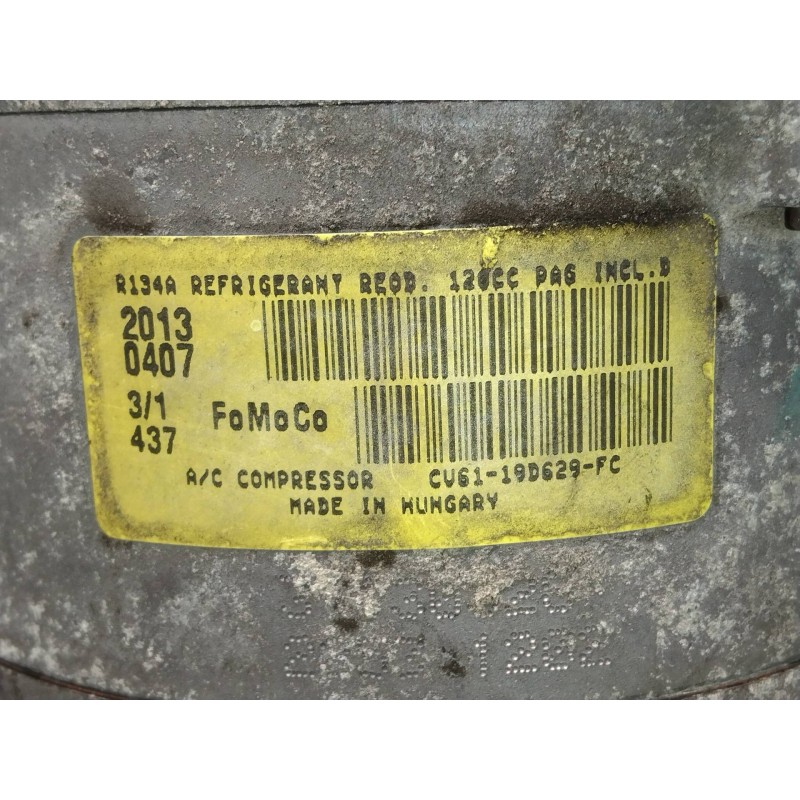 R134A REFRIGERANT REQD. 120CC PAG INCL.D
2013
0407
3/1 FoMoCo
437
A/C COMPRESSOR CV61-19D629-FC
MADE IN HUNGARY